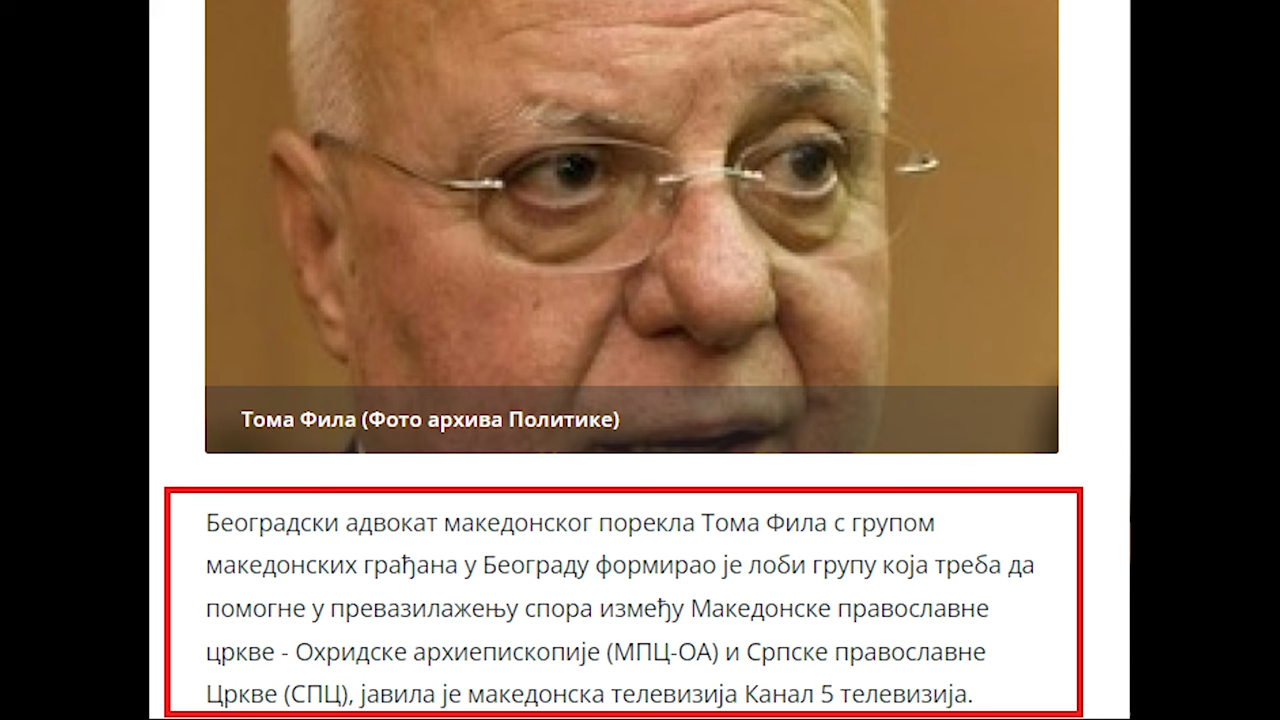 Тома Фила (Фото архива Политике)
Београдски адвокат македонског порекла Тома Фила с групом
македонских грађана у Београду формирао је лоби групу која треба да
помогне у превазилажењу спора између Македонске православне
цркве - Охридске архиепископије (МПЦ-ОА) и Српске православне
Цркве (СПЦ), јавила је македонска телевизија Канал 5 телевизија.